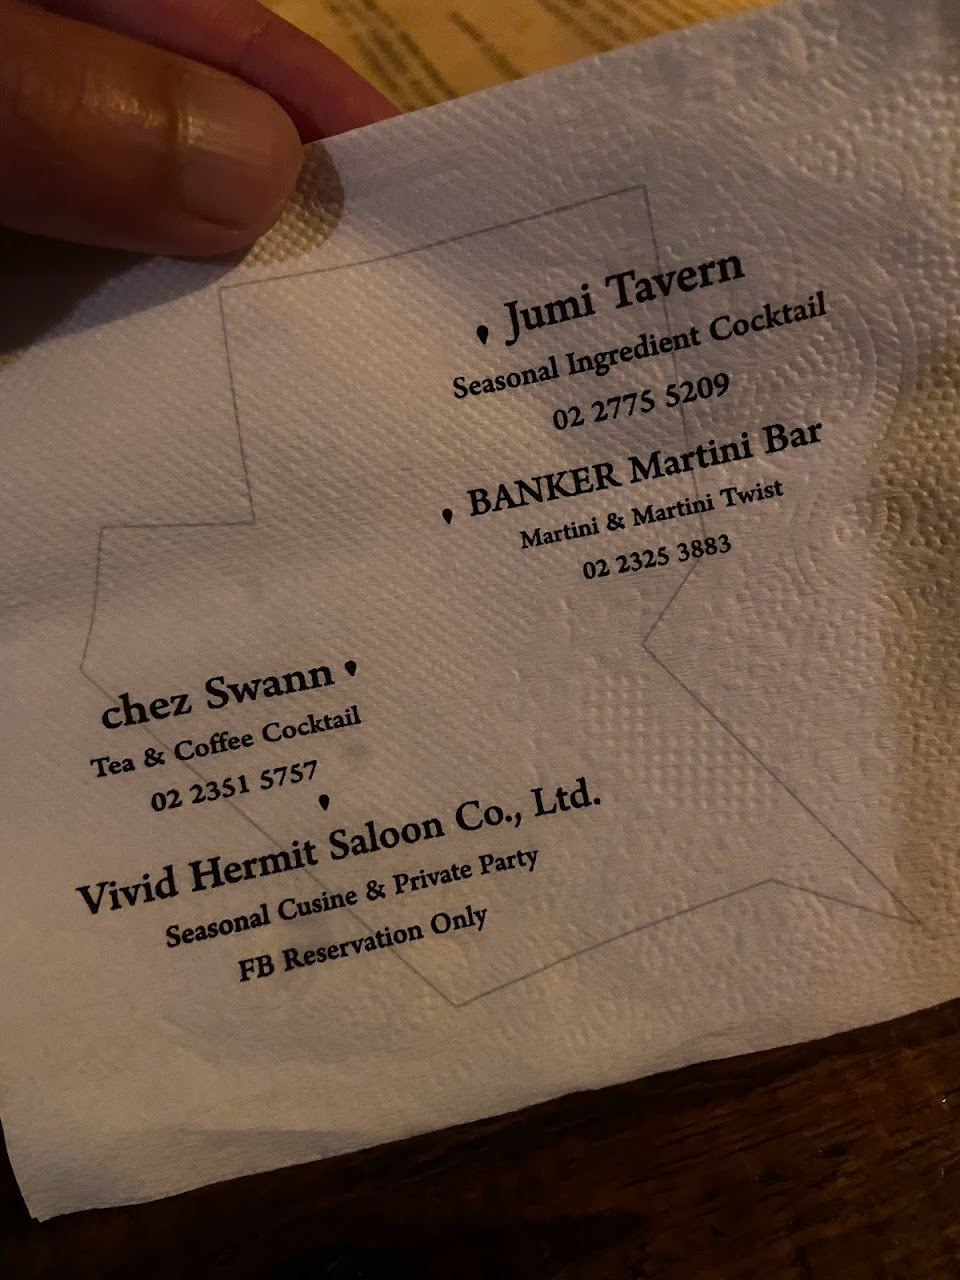 Jumi Tavern
Seasonal Ingredient Cocktail
02 2775 5209
BANKER Martini Bar
Martini & Martini Twist
02 2325 3883
chez Swann
Tea & Coffee Cocktail
02 2351 5757
Vivid Hermit Saloon Co., Ltd.
Seasonal Cusine & Private Party
FB Reservation Only